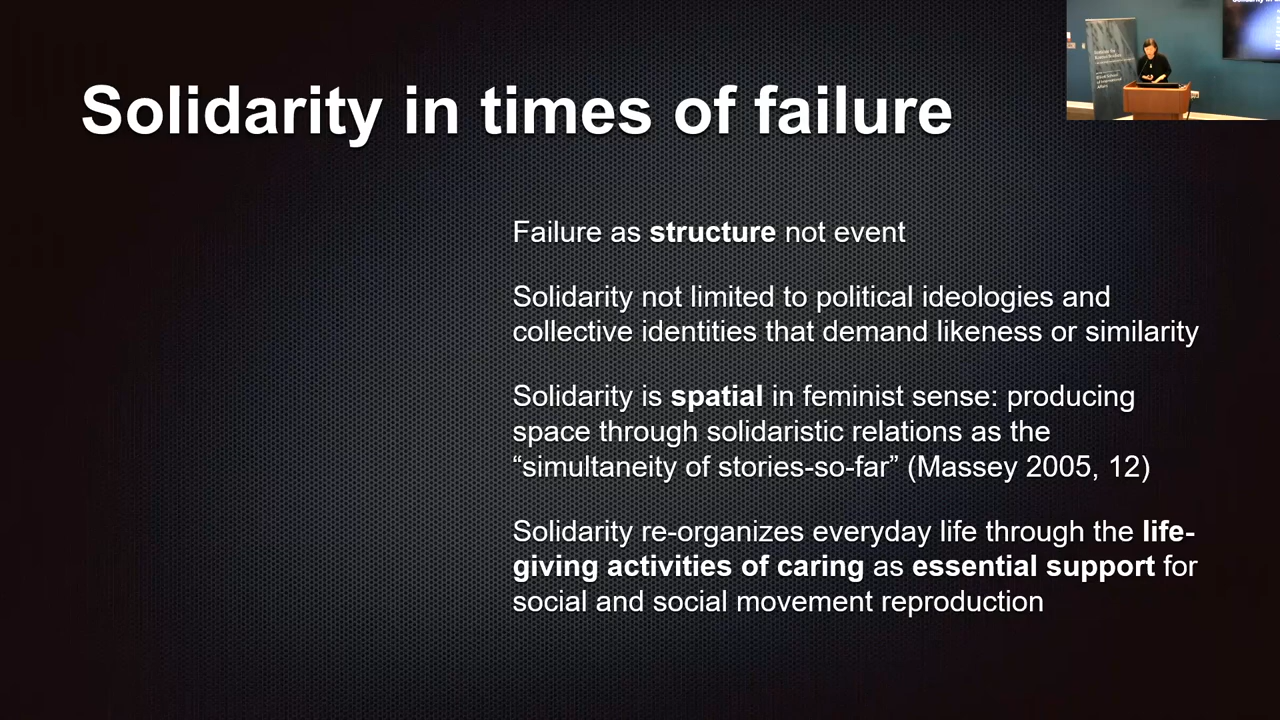 Solidarity in times of failure
Failure as structure not event
Solidarity not limited to political ideologies and
collective identities that demand likeness or similarity
Solidarity is spatial in feminist sense: producing
space through solidaristic relations as the
“simultaneity of stories-so-far” (Massey 2005, 12)
Solidarity re-organizes everyday life through the life-
giving activities of caring as essential support for
social and social movement reproduction